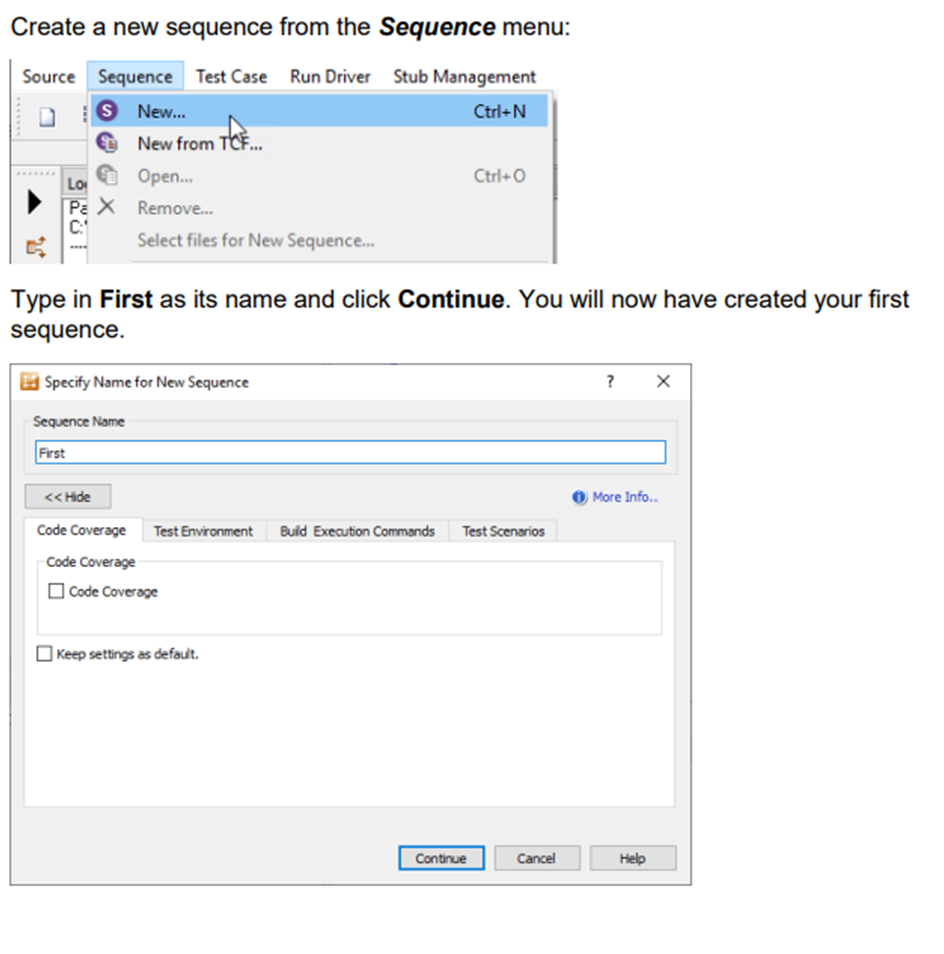 Create a new sequence from the Sequence menu:
Source Sequence Test Case Run Driver Stub Management
New... Ctrl+N
New from TCF...
Open... Ctrl+O
Remove...
Select files for New Sequence...
Type in First as its name and click Continue. You will now have created your first
sequence.
Specify Name for New Sequence ? X
Sequence Name
First
<< Hide More Info..
Code Coverage Test Environment Build Execution Commands Test Scenarios
Code Coverage
Code Coverage
Keep settings as default.
Continue Cancel Help